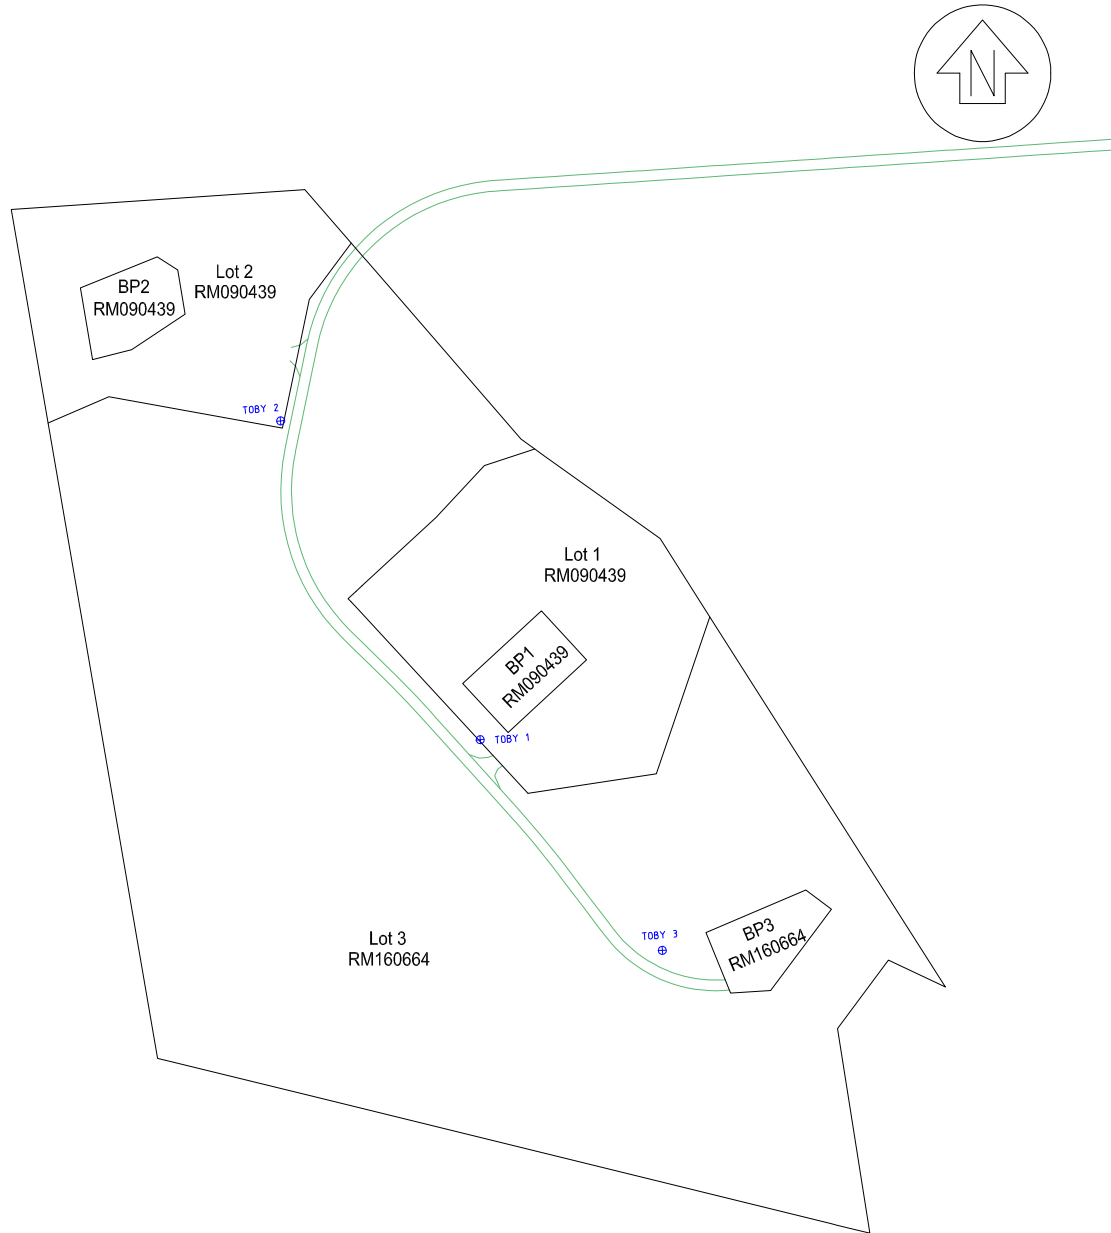 N
Lot 2
RM090439
BP2
RM090439
TOBY 2
Lot 1
RM090439
BP1
RM090439
TOBY 1
Lot 3
RM160664
TOBY 3
BP3
RM160664